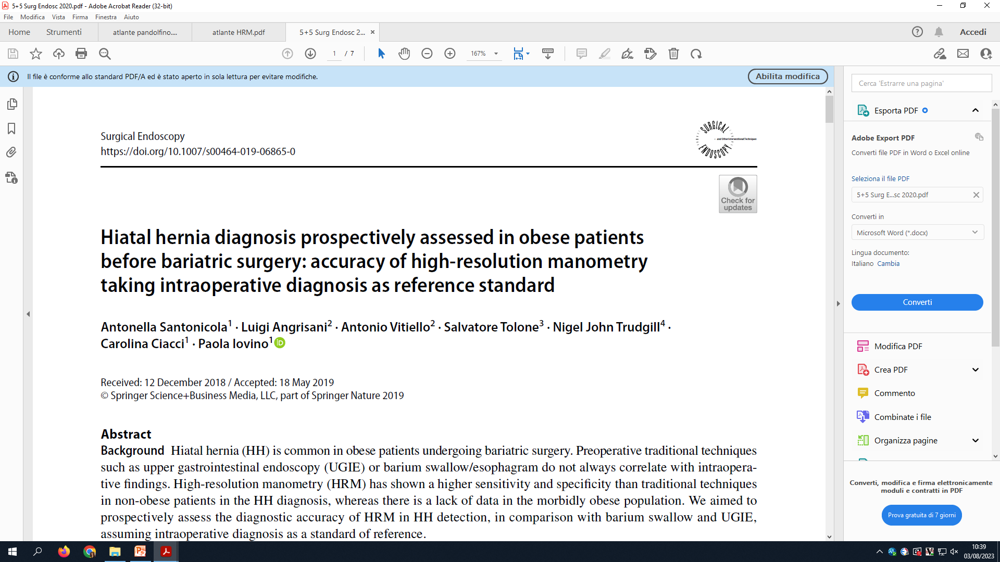 5+5 Surg Endosc 2020.pdf - Adobe Acrobat Reader (32-bit)
File Modifica Vista Firma Finestra Aiuto
Home Strumenti atlante pandolfino.... atlante HRM.pdf 5+5 Surg Endosc 2... Accedi
1 / 7 167%
Il file è conforme allo standard PDF/A ed è stato aperto in sola lettura per evitare modifiche. Abilita modifica
Surgical Endoscopy
https://doi.org/10.1007/s00464-019-06865-0
SURGICAL
and Other Interventional Techniques
ENDOSCOPY
Check for
updates
Hiatal hernia diagnosis prospectively assessed in obese patients
before bariatric surgery: accuracy of high-resolution manometry
taking intraoperative diagnosis as reference standard
Antonella Santonicola1 · Luigi Angrisani2 · Antonio Vitiello2 · Salvatore Tolone3 · Nigel John Trudgill4 ·
Carolina Ciacci1 · Paola Iovino1 iD
Received: 12 December 2018 / Accepted: 18 May 2019
© Springer Science+Business Media, LLC, part of Springer Nature 2019
Abstract
Background Hiatal hernia (HH) is common in obese patients undergoing bariatric surgery. Preoperative traditional techniques
such as upper gastrointestinal endoscopy (UGIE) or barium swallow/esophagram do not always correlate with intraopera-
tive findings. High-resolution manometry (HRM) has shown a higher sensitivity and specificity than traditional techniques
in non-obese patients in the HH diagnosis, whereas there is a lack of data in the morbidly obese population. We aimed to
prospectively assess the diagnostic accuracy of HRM in HH detection, in comparison with barium swallow and UGIE,
assuming intraoperative diagnosis as a standard of reference.
Cerca 'Estrarre una pagina'
Esporta PDF
Adobe Export PDF
Converti file PDF in Word o Excel online
Seleziona il file PDF
5+5 Surg E...sc 2020.pdf
Converti in
Microsoft Word (*.docx)
Lingua documento:
Italiano Cambia
Converti
Modifica PDF
Crea PDF
Commento
Combinate i file
Organizza pagine
Converti, modifica e firma elettronicamente
moduli e contratti in PDF
Prova gratuita di 7 giorni
10:39
03/08/2023